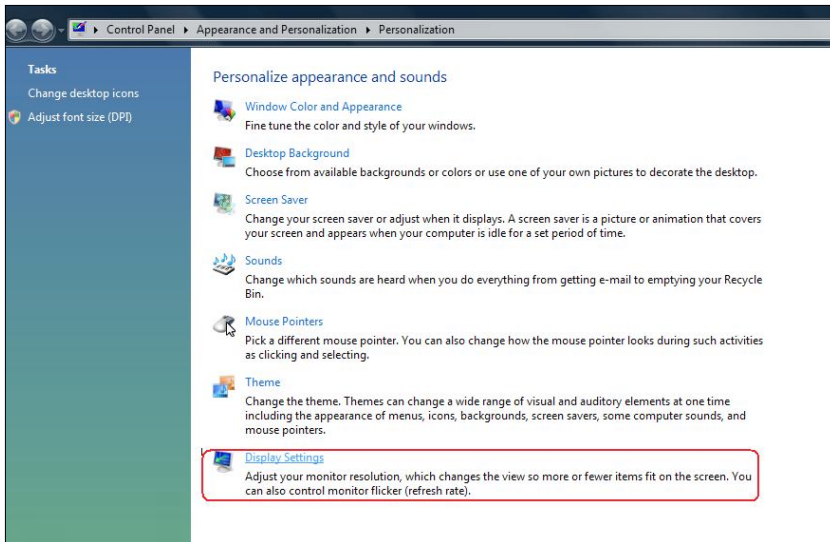 Control Panel ▸ Appearance and Personalization ▸ Personalization
Tasks
Change desktop icons
Adjust font size (DPI)
Personalize appearance and sounds
Window Color and Appearance
Fine tune the color and style of your windows.
Desktop Background
Choose from available backgrounds or colors or use one of your own pictures to decorate the desktop.
Screen Saver
Change your screen saver or adjust when it displays. A screen saver is a picture or animation that covers
your screen and appears when your computer is idle for a set period of time.
Sounds
Change which sounds are heard when you do everything from getting e-mail to emptying your Recycle
Bin.
Mouse Pointers
Pick a different mouse pointer. You can also change how the mouse pointer looks during such activities
as clicking and selecting.
Theme
Change the theme. Themes can change a wide range of visual and auditory elements at one time
including the appearance of menus, icons, backgrounds, screen savers, some computer sounds, and
mouse pointers.
Display Settings
Adjust your monitor resolution, which changes the view so more or fewer items fit on the screen. You
can also control monitor flicker (refresh rate).